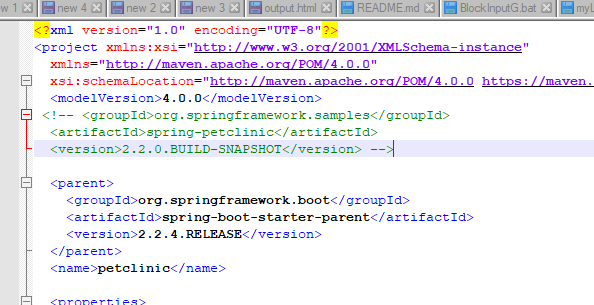 ew 1 new 4 new 2 new 3 output.html README.md BlockInputG.bat myL
<?xml version="1.0" encoding="UTF-8"?>
<project xmlns:xsi="http://www.w3.org/2001/XMLSchema-instance"
xmlns="http://maven.apache.org/POM/4.0.0"
xsi:schemaLocation="http://maven.apache.org/POM/4.0.0 https://maven.
<modelVersion>4.0.0</modelVersion>
<!-- <groupId>org.springframework.samples</groupId>
<artifactId>spring-petclinic</artifactId>
<version>2.2.0.BUILD-SNAPSHOT</version> -->
<parent>
<groupId>org.springframework.boot</groupId>
<artifactId>spring-boot-starter-parent</artifactId>
<version>2.2.4.RELEASE</version>
</parent>
<name>petclinic</name>
<properties>